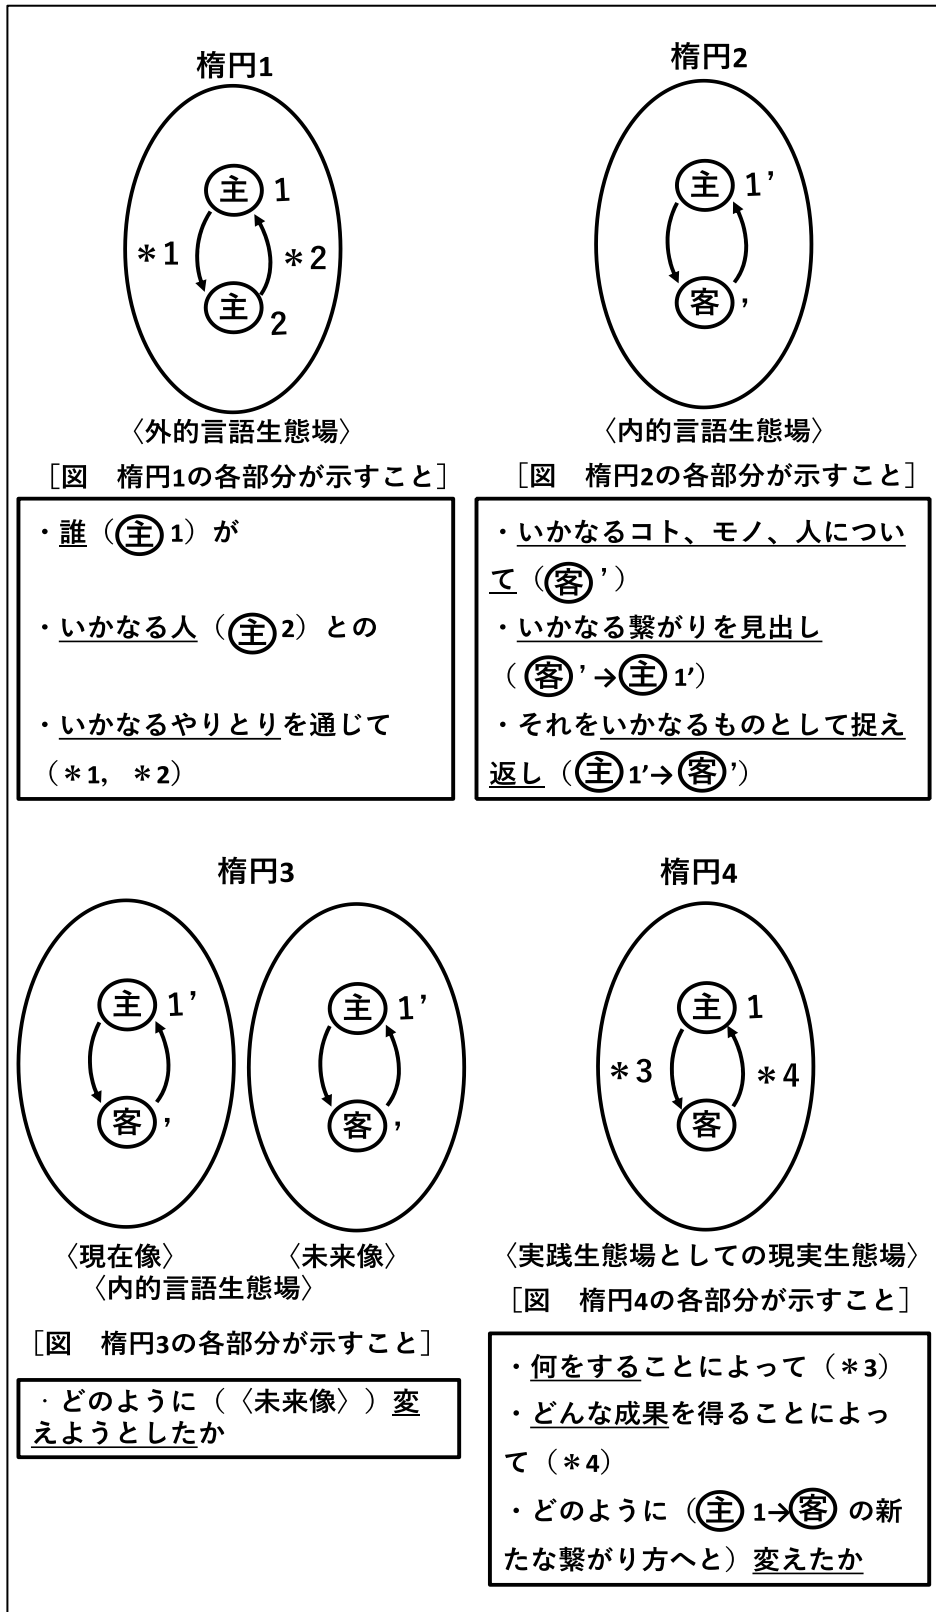 楕円1
主 1
＊1 ＊2
主 2
〈外的言語生態場〉
［図　楕円1の各部分が示すこと］
・誰（主 1）が
・いかなる人（主 2）との
・いかなるやりとりを通じて
（＊1, ＊2）
楕円2
主 1’
客 ’
〈内的言語生態場〉
［図　楕円2の各部分が示すこと］
・いかなるコト、モノ、人につい
て（客 ’）
・いかなる繋がりを見出し
（客 ’→主 1’）
・それをいかなるものとして捉え
返し（主 1’→客 ’）
楕円3
主 1’
客 ’
主 1’
客 ’
〈現在像〉 〈未来像〉
〈内的言語生態場〉
［図　楕円3の各部分が示すこと］
・どのように（〈未来像〉）変
えようとしたか
楕円4
主 1
＊3 ＊4
客
〈実践生態場としての現実生態場〉
［図　楕円4の各部分が示すこと］
・何をすることによって（＊3）
・どんな成果を得ることによっ
て（＊4）
・どのように（主 1→客 の新
たな繋がり方へと）変えたか